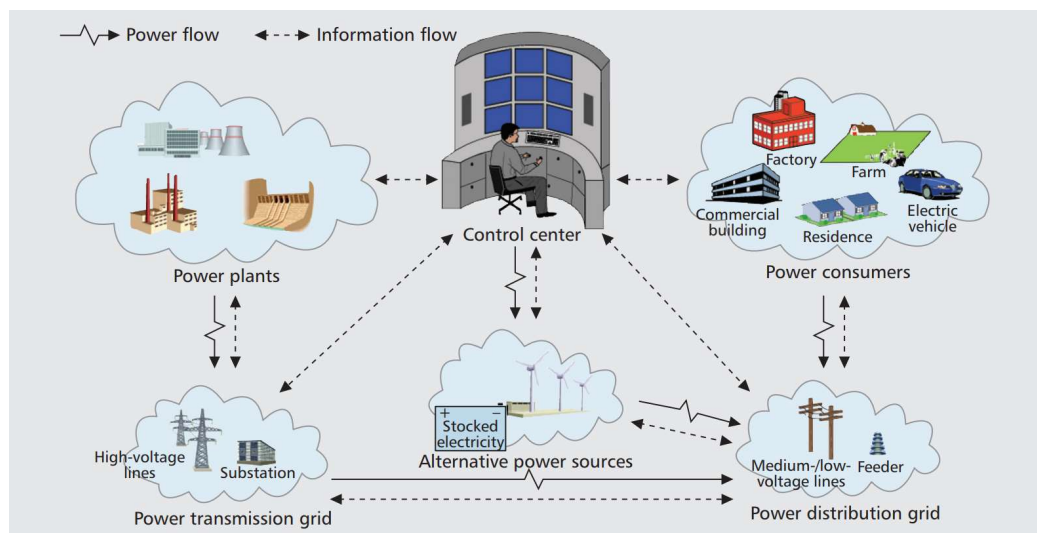 Power flow
Information flow
Factory
Farm
Commercial
building
Residence
Electric
vehicle
Control center
Power plants
Power consumers
+ −
Stocked
electricity
High-voltage
lines
Substation
Alternative power sources
Medium-/low-
voltage lines
Feeder
Power transmission grid
Power distribution grid